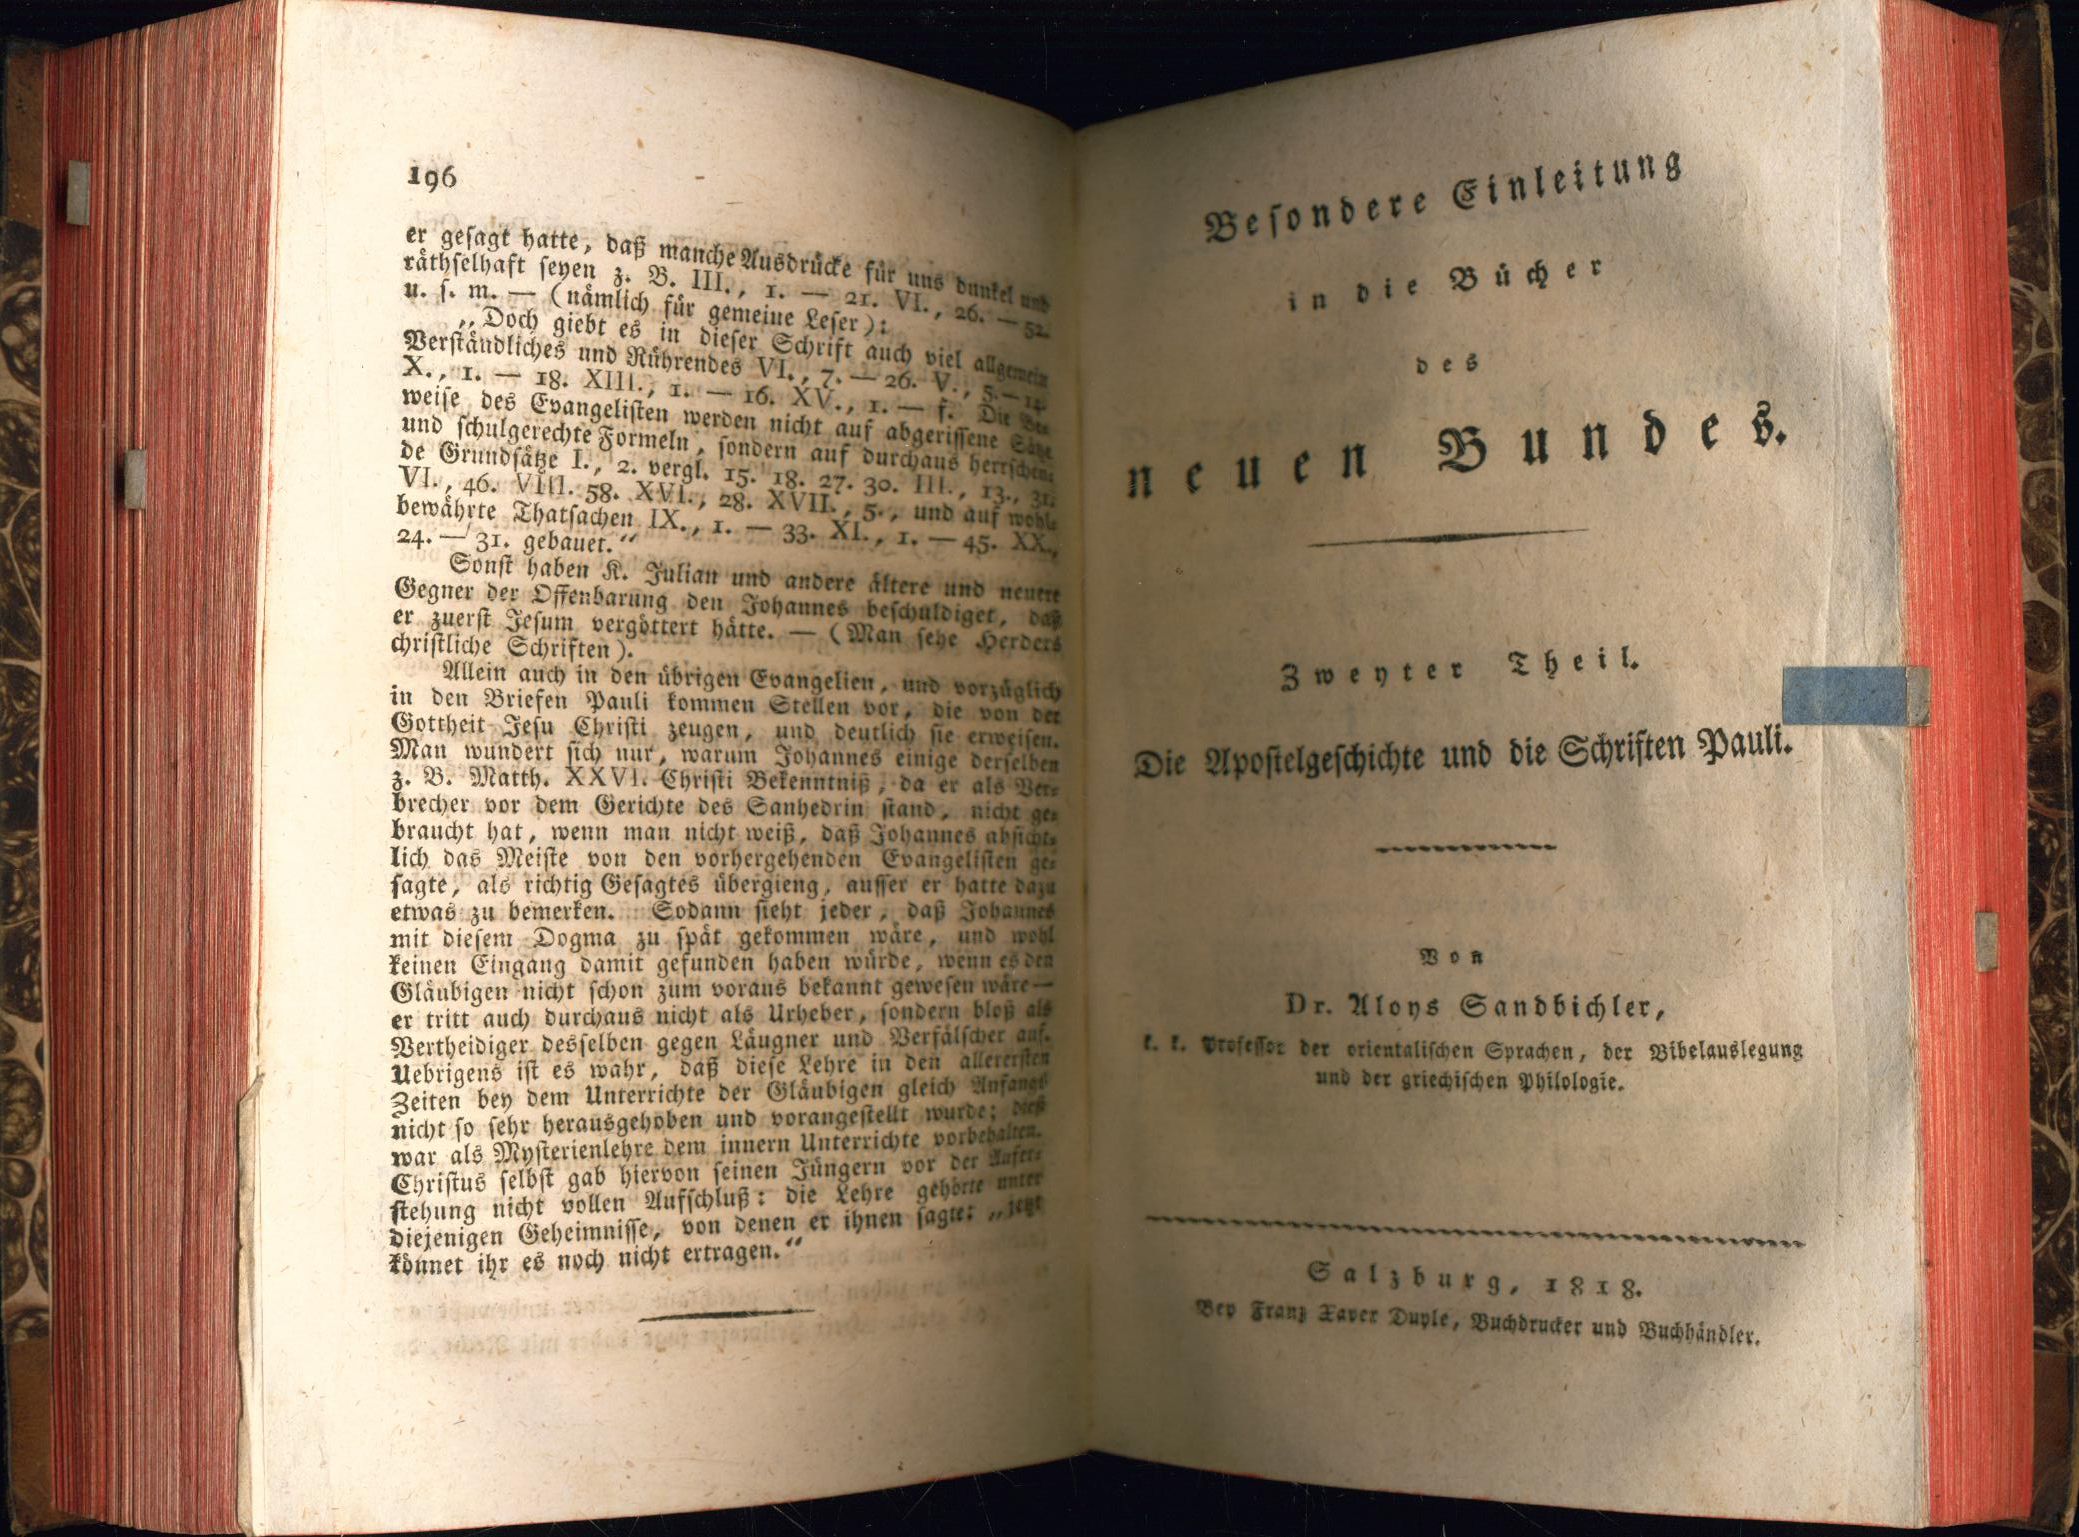 196
er gesagt hatte, daß manche Ausdrücke für uns dunkel und
räthselhaft seyen z. B. III., 1. — 21. VI., 26. — 52.
u. s. m. — (nämlich für gemeine Leser):
„Doch giebt es in dieser Schrift auch viel allgemein
Verständliches und Rührendes VI., 7. — 26. V., 5. — 14.
X., 1. — 18. XIII., 1. — 16. XV., 1. — f. Die Be-
weise des Evangelisten werden nicht auf abgerissene Sätze
und schulgerechte Formeln, sondern auf durchaus herrschen-
de Grundsätze I., 2. vergl. 15. 18. 27. 30. III., 13., 31.
VI., 46. VIII. 58. XVI., 28. XVII., 5., und auf wohl-
bewährte Thatsachen IX., 1. — 33. XI., 1. — 45. XX.,
24. — 31. gebauet.“
Sonst haben K. Julian und andere ältere und neuere
Gegner der Offenbarung den Johannes beschuldiget, daß
er zuerst Jesum vergöttert hätte. — (Man sehe Herders
christliche Schriften).
Allein auch in den übrigen Evangelien, und vorzüglich
in den Briefen Pauli kommen Stellen vor, die von der
Gottheit Jesu Christi zeugen, und deutlich sie erweisen.
Man wundert sich nur, warum Johannes einige derselben
z. B. Matth. XXVI. Christi Bekenntniß, da er als Ver-
brecher vor dem Gerichte des Sanhedrin stand, nicht ge-
braucht hat, wenn man nicht weiß, daß Johannes absicht-
lich das Meiste von den vorhergehenden Evangelisten ge-
sagte, als richtig Gesagtes übergieng, ausser er hatte dazu
etwas zu bemerken. Sodann sieht jeder, daß Johannes
mit diesem Dogma zu spät gekommen wäre, und wohl
keinen Eingang damit gefunden haben würde, wenn es den
Gläubigen nicht schon zum voraus bekannt gewesen wäre —
er tritt auch durchaus nicht als Urheber, sondern bloß als
Vertheidiger desselben gegen Läugner und Verfälscher auf.
Uebrigens ist es wahr, daß diese Lehre in den allerersten
Zeiten bey dem Unterrichte der Gläubigen gleich Anfangs
nicht so sehr herausgehoben und vorangestellt wurde; dieß
war als Mysterienlehre dem innern Unterrichte vorbehalten.
Christus selbst gab hiervon seinen Jüngern vor der Aufer-
stehung nicht vollen Aufschluß: die Lehre gehörte unter
diejenigen Geheimnisse, von denen er ihnen sagte: „jetzt
könnet ihr es noch nicht ertragen.“
Besondere Einleitung
in die Bücher
des
neuen Bundes.
Zweyter Theil.
Die Apostelgeschichte und die Schriften Pauli.
Von
Dr. Aloys Sandbichler,
k. k. Professor der orientalischen Sprachen, der Bibelauslegung
und der griechischen Philologie.
Salzburg, 1818.
Bey Franz Xaver Duyle, Buchdrucker und Buchhändler.